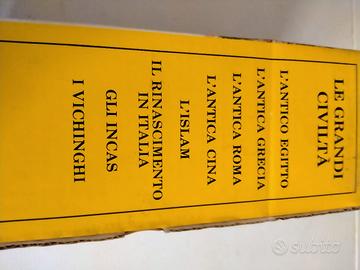 LE GRANDI
CIVILTÀ
L'ANTICO EGITTO
L'ANTICA GRECIA
L'ANTICA ROMA
L'ANTICA CINA
L'ISLAM
IL RINASCIMENTO
IN ITALIA
GLI INCAS
I VICHINGHI
subito.it